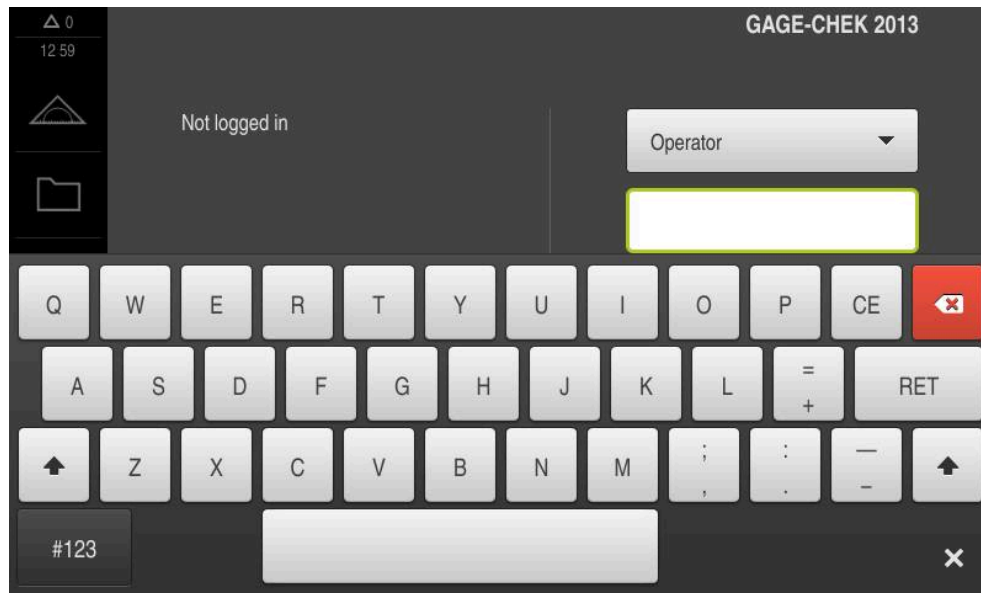 0
GAGE-CHEK 2013
12 59
Not logged in
Operator
Q W E R T Y U I O P CE
A S D F G H J K L = + RET
Z X C V B N M ; , : . — –
#123